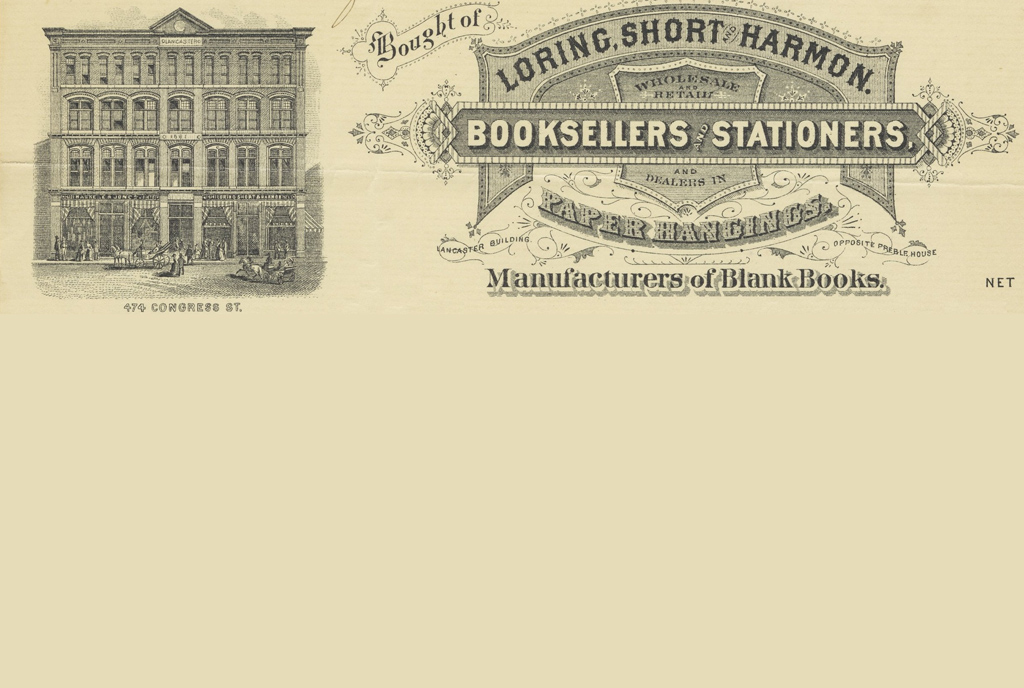 Bought of
LORING, SHORT AND HARMON.
WHOLESALE
AND
RETAIL
BOOKSELLERS AND STATIONERS,
AND
DEALERS IN
PAPER HANGINGS.
LANCASTER BUILDING.
OPPOSITE PREBLE HOUSE
Manufacturers of Blank Books.
NET
LANCASTER
1881
474 CONGRESS ST.